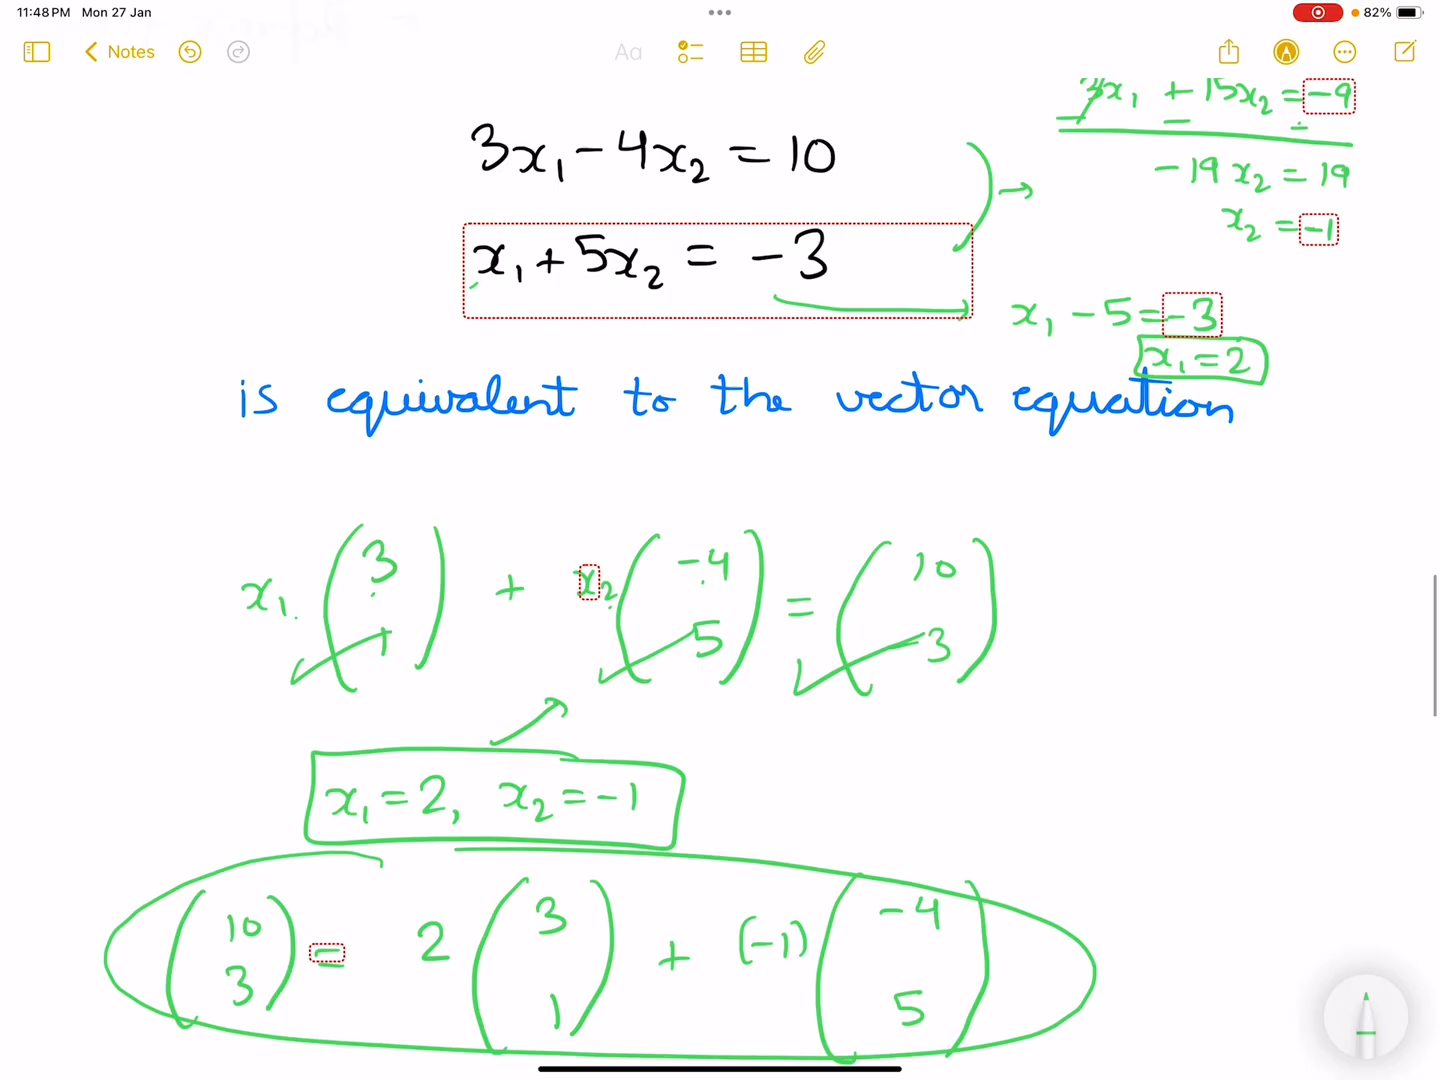 11:48 PM Mon 27 Jan
82%
Notes
Aa
3x₁ + 15x₂ = -9
3x₁ - 4x₂ = 10
-19x₂ = 19
x₂ = -1
x₁ + 5x₂ = -3
x₁ - 5 = -3
x₁ = 2
is equivalent to the vector equation
x₁ (3 1) + x₂ (-4 5) = (10 -3)
x₁ = 2, x₂ = -1
(10 3) = 2 (3 1) + (-1) (-4 5)